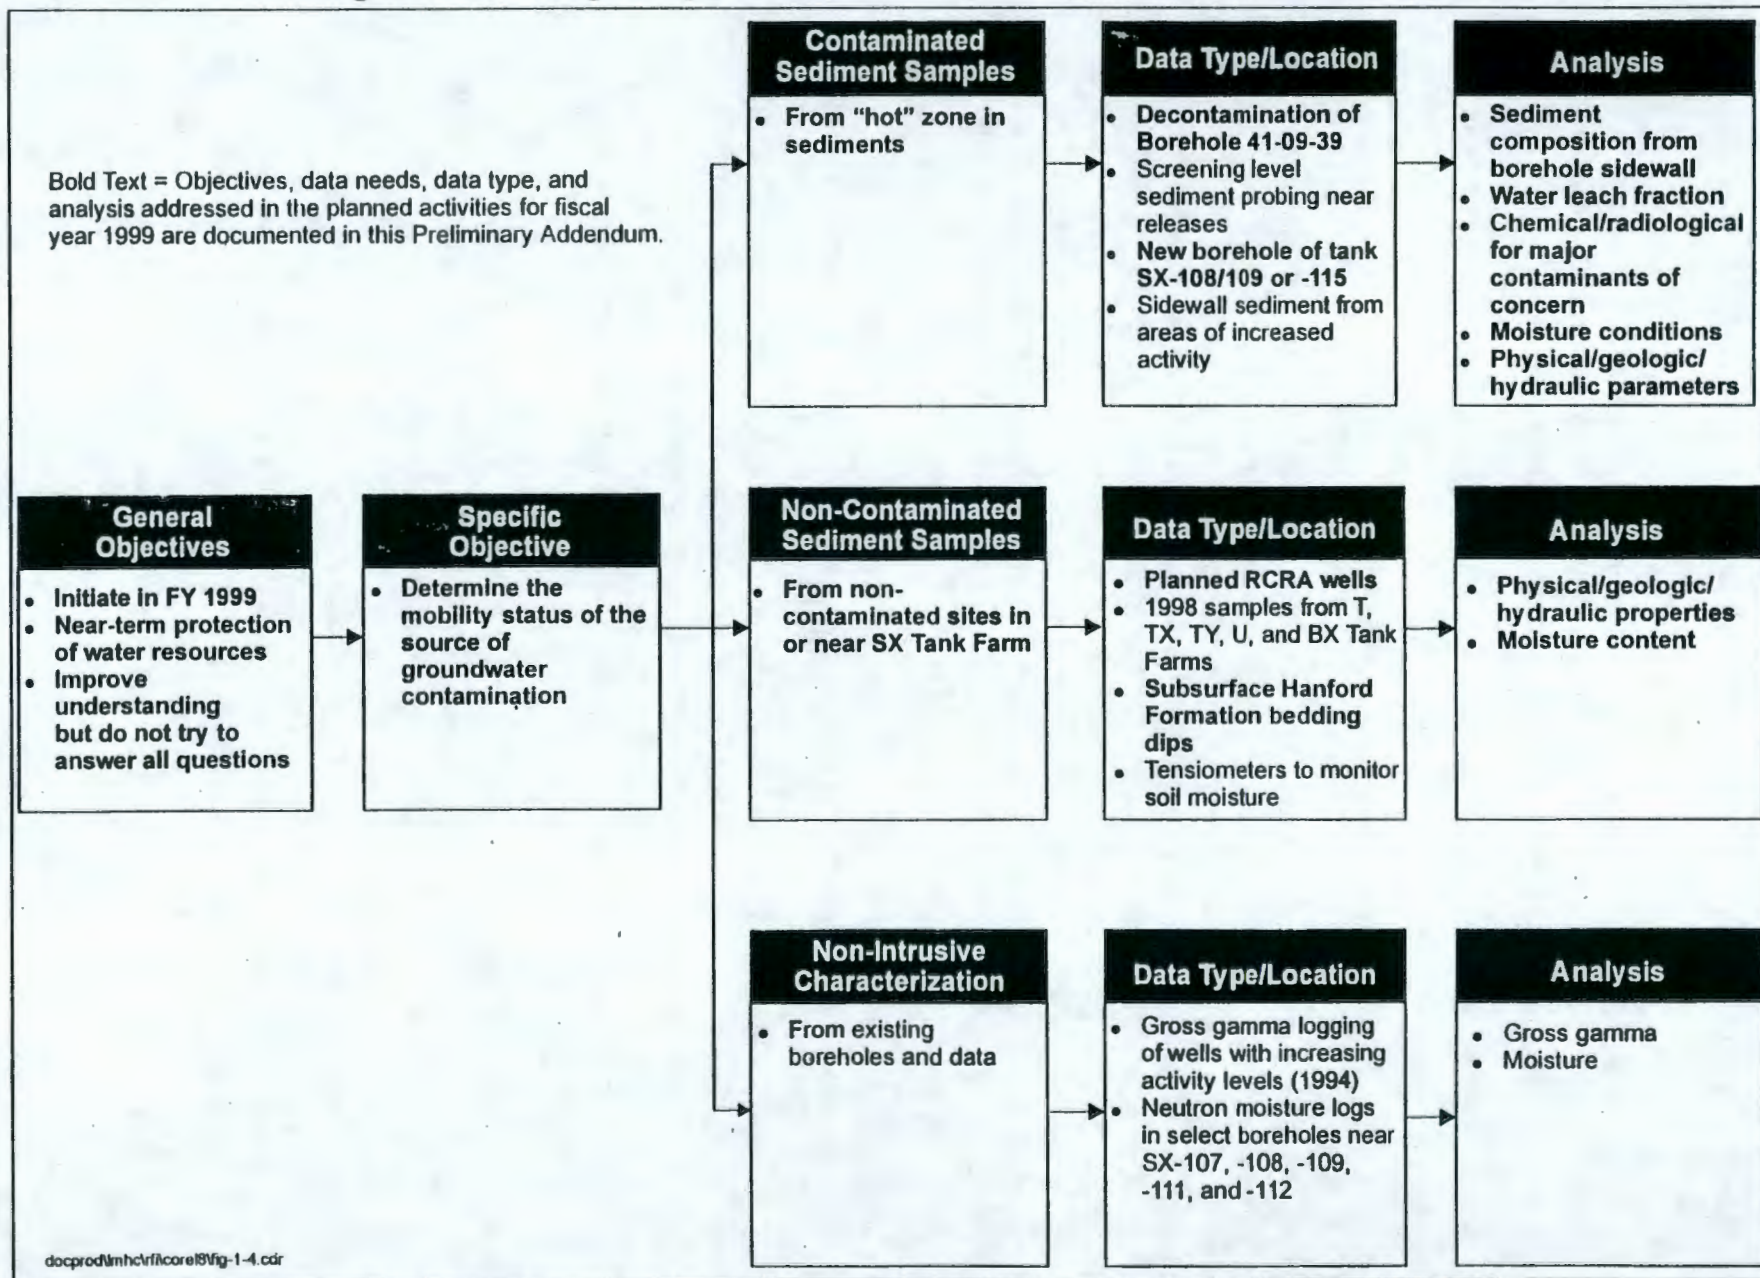 Bold Text = Objectives, data needs, data type, and
analysis addressed in the planned activities for fiscal
year 1999 are documented in this Preliminary Addendum.
Contaminated
Sediment Samples
• From "hot" zone in
sediments
Data Type/Location
• Decontamination of
Borehole 41-09-39
• Screening level
sediment probing near
releases
• New borehole of tank
SX-108/109 or -115
• Sidewall sediment from
areas of increased
activity
Analysis
• Sediment
composition from
borehole sidewall
• Water leach fraction
• Chemical/radiological
for major
contaminants of
concern
• Moisture conditions
• Physical/geologic/
hydraulic parameters
General
Objectives
• Initiate in FY 1999
• Near-term protection
of water resources
• Improve
understanding
but do not try to
answer all questions
Specific
Objective
• Determine the
mobility status of the
source of
groundwater
contamination
Non-Contaminated
Sediment Samples
• From non-
contaminated sites in
or near SX Tank Farm
Data Type/Location
• Planned RCRA wells
• 1998 samples from T,
TX, TY, U, and BX Tank
Farms
• Subsurface Hanford
Formation bedding
dips
• Tensiometers to monitor
soil moisture
Analysis
• Physical/geologic/
hydraulic properties
• Moisture content
Non-Intrusive
Characterization
• From existing
boreholes and data
Data Type/Location
• Gross gamma logging
of wells with increasing
activity levels (1994)
• Neutron moisture logs
in select boreholes near
SX-107, -108, -109,
-111, and -112
Analysis
• Gross gamma
• Moisture
docprod\lmhc\rfi\corel8\fig-1-4.cdr